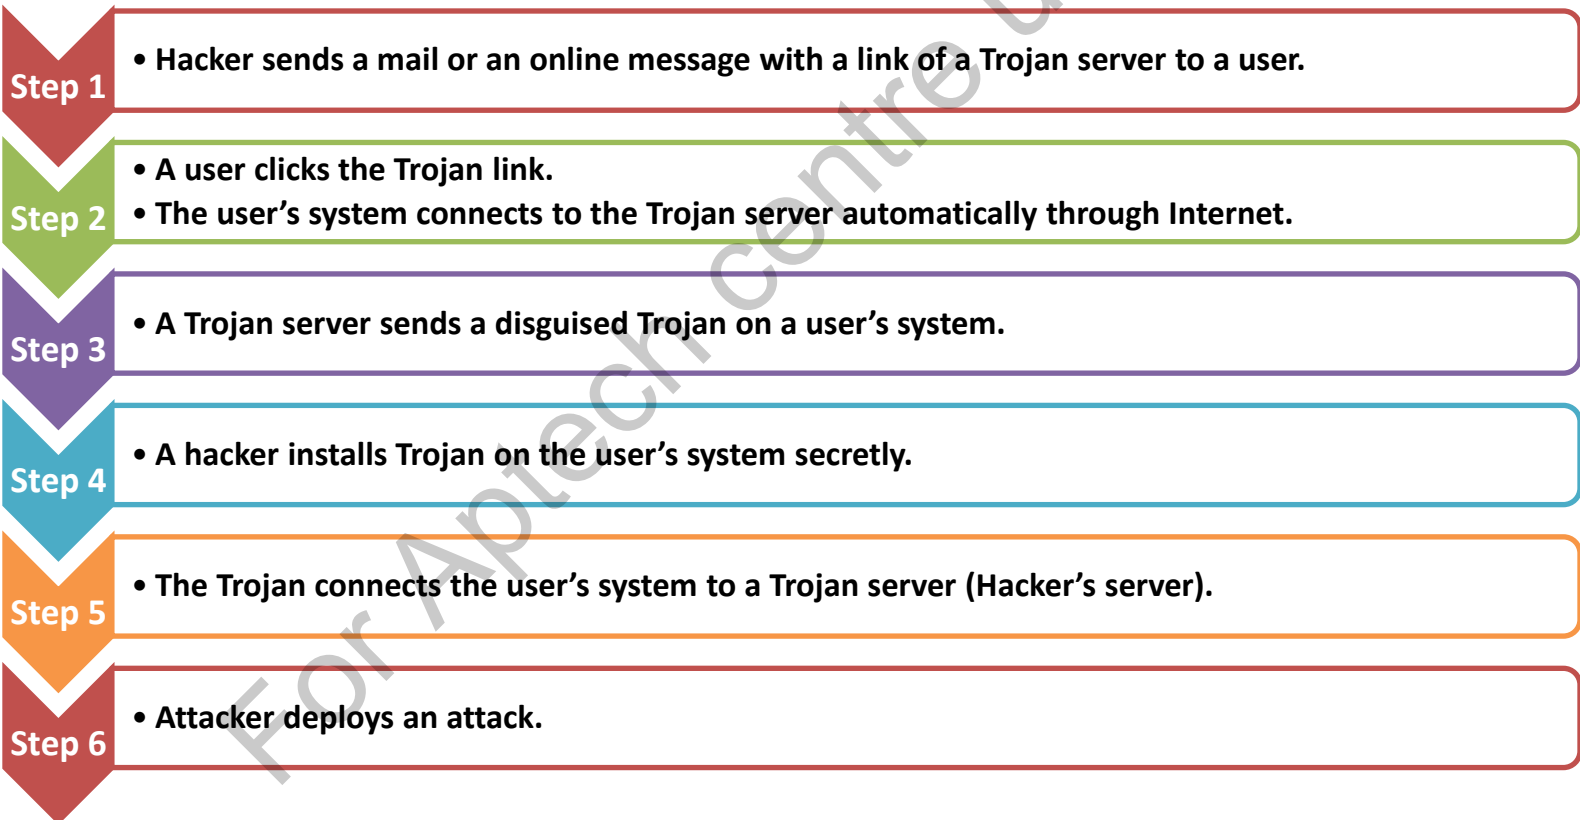 Step 1
• Hacker sends a mail or an online message with a link of a Trojan server to a user.
Step 2
• A user clicks the Trojan link.
• The user’s system connects to the Trojan server automatically through Internet.
Step 3
• A Trojan server sends a disguised Trojan on a user’s system.
Step 4
• A hacker installs Trojan on the user’s system secretly.
Step 5
• The Trojan connects the user’s system to a Trojan server (Hacker’s server).
Step 6
• Attacker deploys an attack.
For Aptech centre u